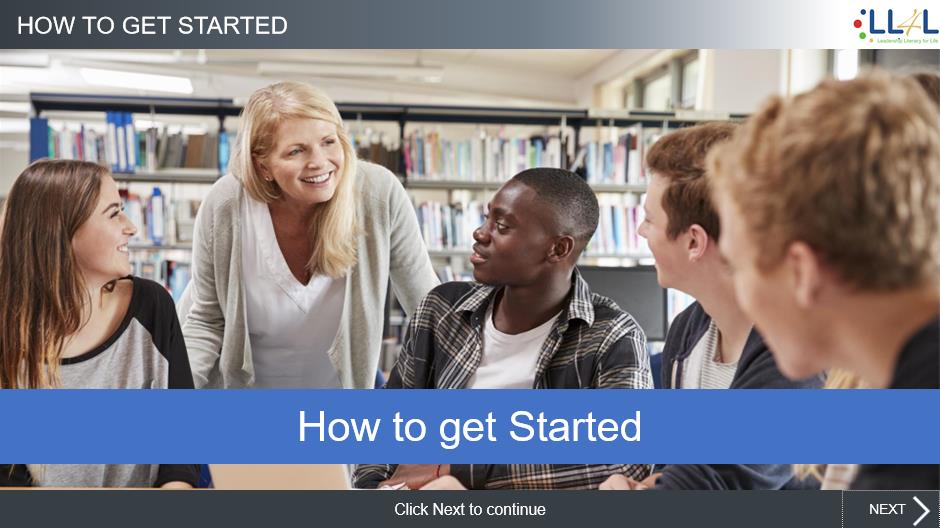 HOW TO GET STARTED
LL4L
Leadership Literacy for Life
How to get Started
Click Next to continue
NEXT